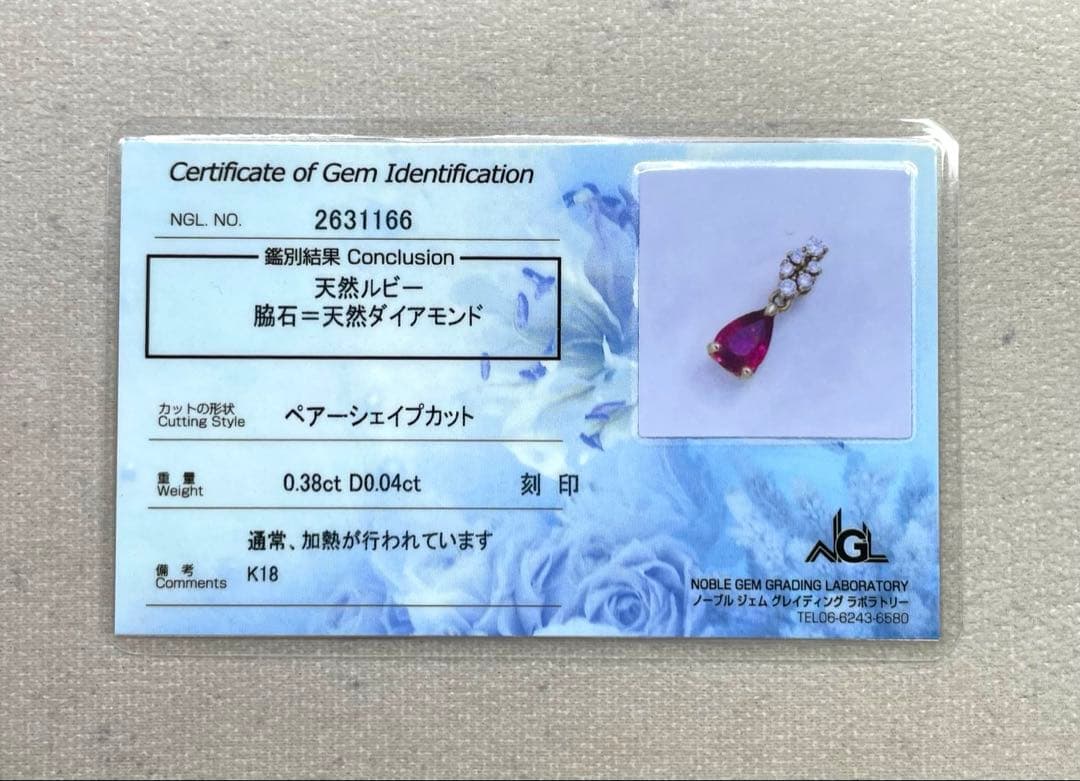 Certificate of Gem Identification
NGL. NO. 2631166
鑑別結果 Conclusion
天然ルビー
脇石＝天然ダイアモンド
カットの形状
Cutting Style
ペアーシェイプカット
重量
Weight
0.38ct D0.04ct 刻印
通常、加熱が行われています
備考
Comments
K18
NGL
NOBLE GEM GRADING LABORATORY
ノーブル ジェム グレイディング ラボラトリー
TEL06-6243-6580